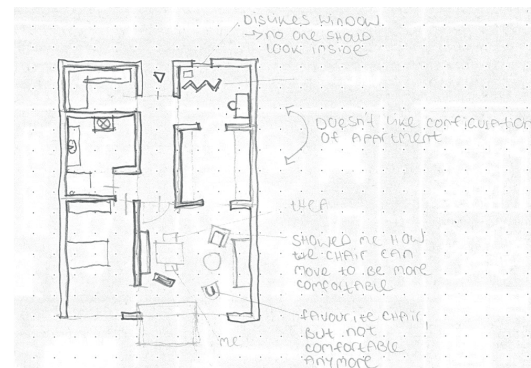 Dislikes window.
→ no one should
look inside
Doesn't like configuration
of Apartment
SHOWED ME HOW
THE CHAIR CAN
MOVE TO BE MORE
COMFORTABLE
favourite chair,
But not
comfortable
Anymore
ME